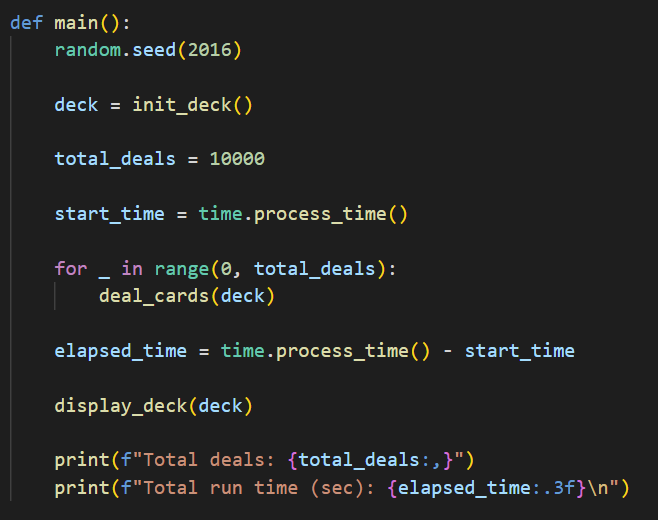 def main():
    random.seed(2016)
    deck = init_deck()
    total_deals = 10000
    start_time = time.process_time()
    for _ in range(0, total_deals):
        deal_cards(deck)
    elapsed_time = time.process_time() - start_time
    display_deck(deck)
    print(f"Total deals: {total_deals:,}")
    print(f"Total run time (sec): {elapsed_time:.3f}\n")